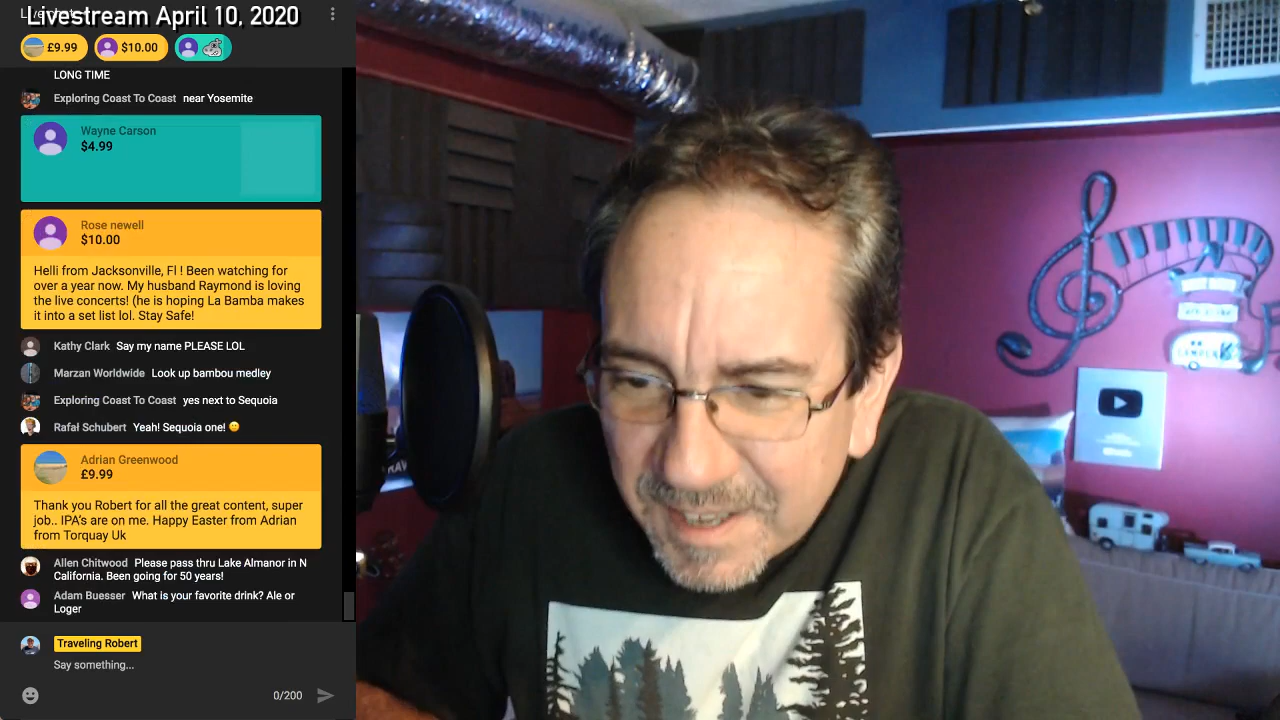 Livestream April 10, 2020
£9.99
$10.00
LONG TIME
Exploring Coast To Coast near Yosemite
Wayne Carson
$4.99
Rose newell
$10.00
Helli from Jacksonville, Fl ! Been watching for
over a year now. My husband Raymond is loving
the live concerts! (he is hoping La Bamba makes
it into a set list lol. Stay Safe!
Kathy Clark Say my name PLEASE LOL
Marzan Worldwide Look up bambou medley
Exploring Coast To Coast yes next to Sequoia
Rafał Schubert Yeah! Sequoia one!
Adrian Greenwood
£9.99
Thank you Robert for all the great content, super
job.. IPA's are on me. Happy Easter from Adrian
from Torquay Uk
Allen Chitwood Please pass thru Lake Almanor in N
California. Been going for 50 years!
Adam Buesser What is your favorite drink? Ale or
Loger
Traveling Robert
Say something...
0/200
CAMPER